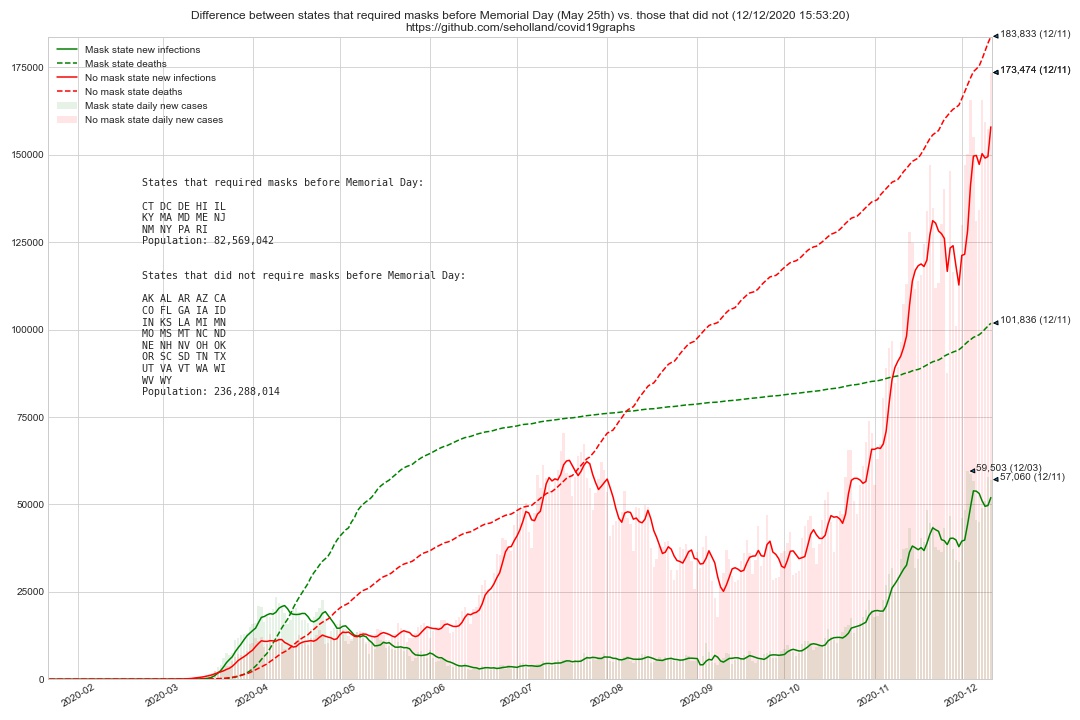 Difference between states that required masks before Memorial Day (May 25th) vs. those that did not (12/12/2020 15:53:20)
https://github.com/seholland/covid19graphs
Mask state new infections
Mask state deaths
No mask state new infections
No mask state deaths
Mask state daily new cases
No mask state daily new cases
States that required masks before Memorial Day:
CT DC DE HI IL
KY MA MD ME NJ
NM NY PA RI
Population: 82,569,042
States that did not require masks before Memorial Day:
AK AL AR AZ CA
CO FL GA IA ID
IN KS LA MI MN
MO MS MT NC ND
NE NH NV OH OK
OR SC SD TN TX
UT VA VT WA WI
WV WY
Population: 236,288,014
183,833 (12/11)
173,474 (12/11)
101,836 (12/11)
59,503 (12/03)
57,060 (12/11)
175000
150000
125000
100000
75000
50000
25000
0
2020-02
2020-03
2020-04
2020-05
2020-06
2020-07
2020-08
2020-09
2020-10
2020-11
2020-12